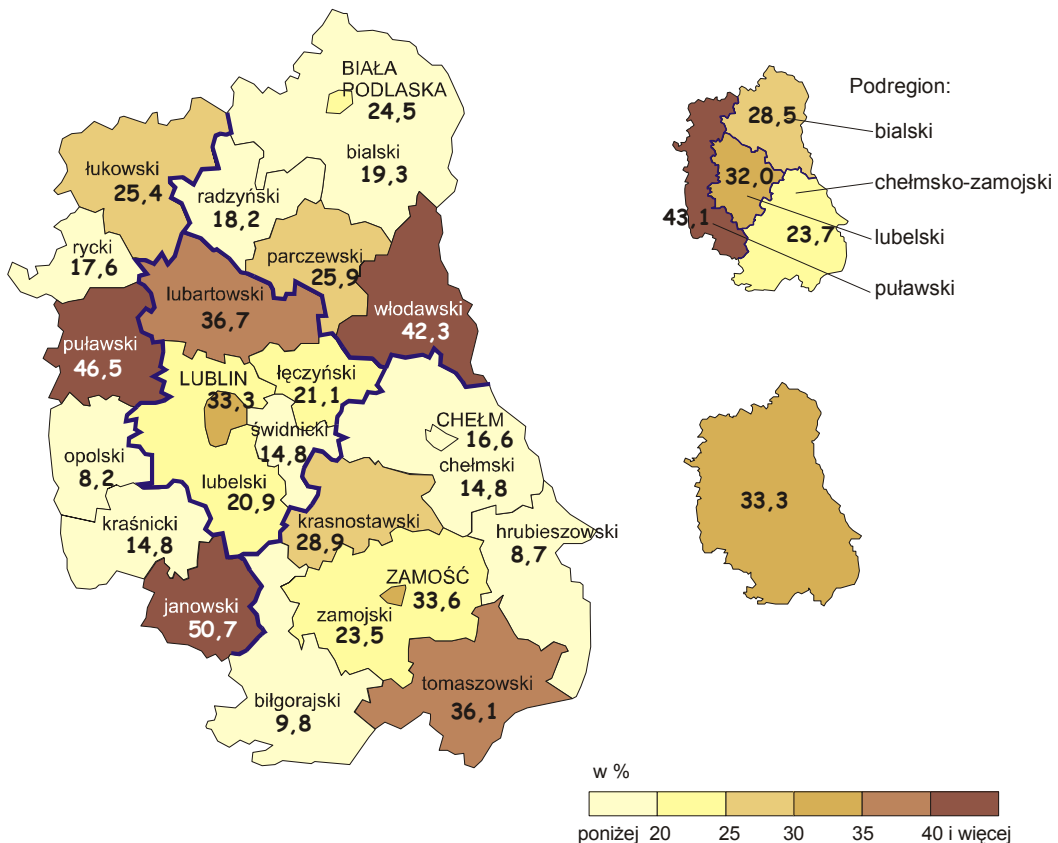 BIAŁA
PODLASKA
24,5
bialski
19,3
łukowski
25,4
radzyński
18,2
rycki
17,6
parczewski
25,9
lubartowski
36,7
włodawski
42,3
puławski
46,5
LUBLIN
33,3
łęczyński
21,1
świdnicki
14,8
CHEŁM
16,6
chełmski
14,8
opolski
8,2
lubelski
20,9
kraśnicki
14,8
krasnostawski
28,9
hrubieszowski
8,7
janowski
50,7
ZAMOŚĆ
33,6
zamojski
23,5
tomaszowski
36,1
biłgorajski
9,8
Podregion:
28,5
bialski
32,0
chełmsko-zamojski
43,1
23,7
lubelski
puławski
33,3
w %
poniżej 20 25 30 35 40 i więcej